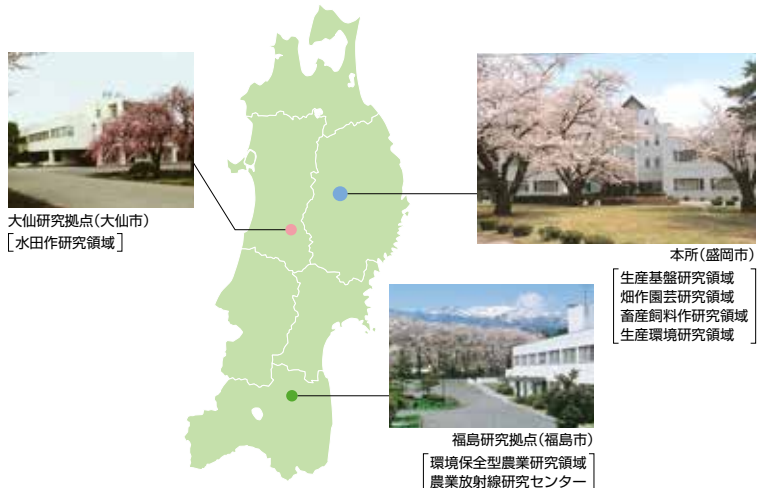 大仙研究拠点(大仙市)
[水田作研究領域]
本所(盛岡市)
生産基盤研究領域
畑作園芸研究領域
畜産飼料作研究領域
生産環境研究領域
福島研究拠点(福島市)
環境保全型農業研究領域
農業放射線研究センター